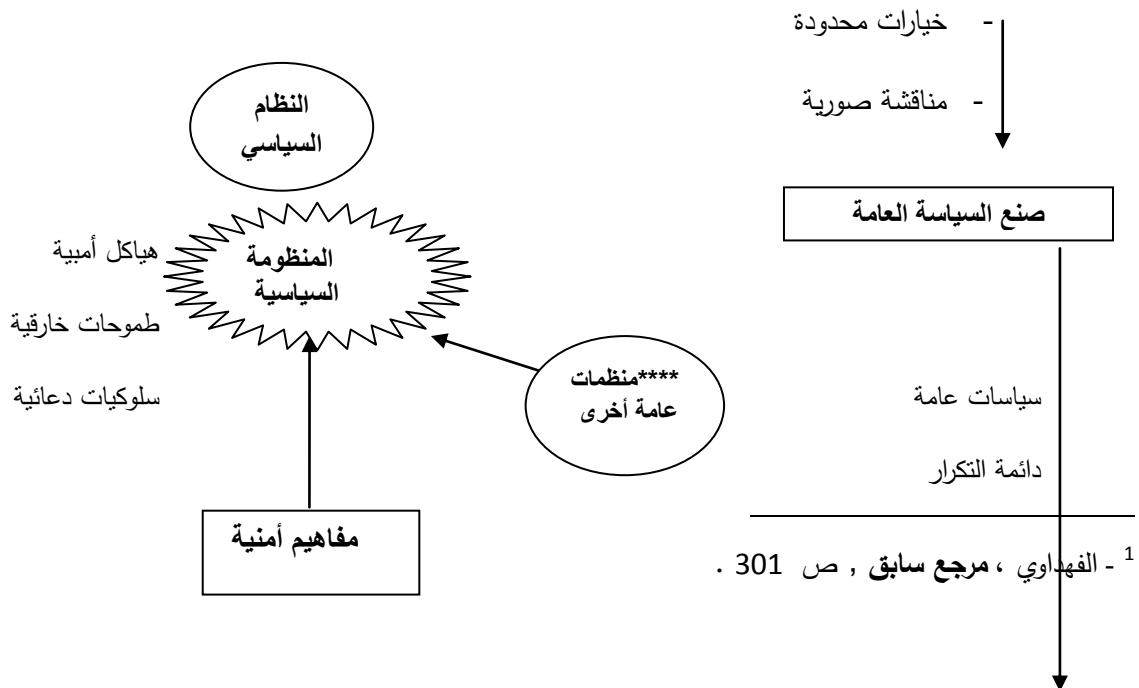 - خيارات محدودة
- مناقشة صورية
صنع السياسة العامة
سياسات عامة
دائمة التكرار
النظام
السياسي
المنظومة
السياسية
هياكل أمبية
طموحات خارقية
سلوكيات دعائية
****منظمات
عامة أخرى
مفاهيم أمنية
1 - الفهداوي ، مرجع سابق , ص 301 .